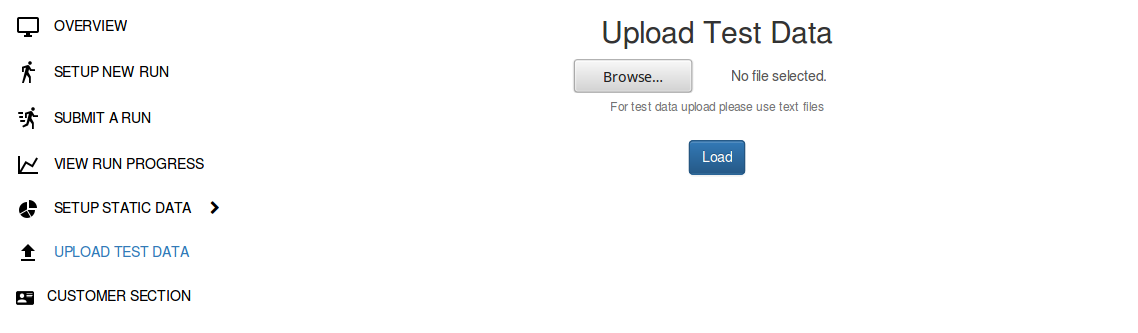 OVERVIEW
SETUP NEW RUN
SUBMIT A RUN
VIEW RUN PROGRESS
SETUP STATIC DATA
UPLOAD TEST DATA
CUSTOMER SECTION
Upload Test Data
Browse... No file selected.
For test data upload please use text files
Load